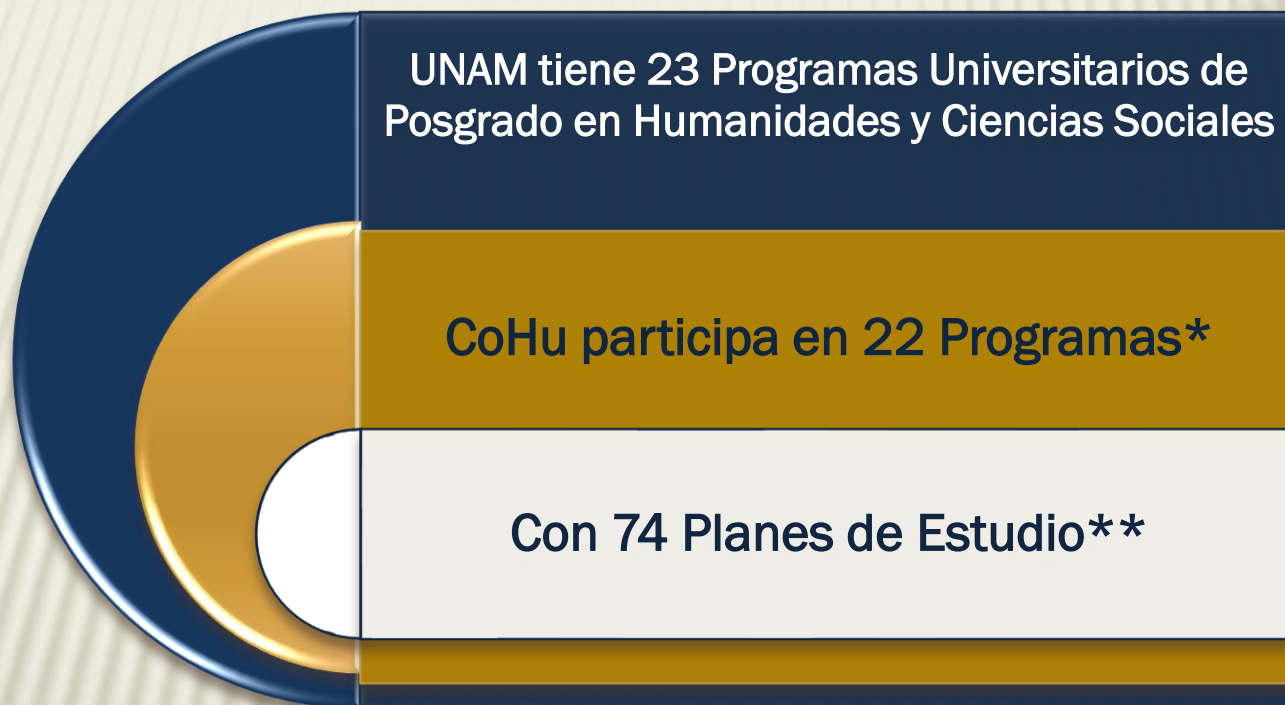 UNAM tiene 23 Programas Universitarios de
Posgrado en Humanidades y Ciencias Sociales
CoHu participa en 22 Programas*
Con 74 Planes de Estudio**